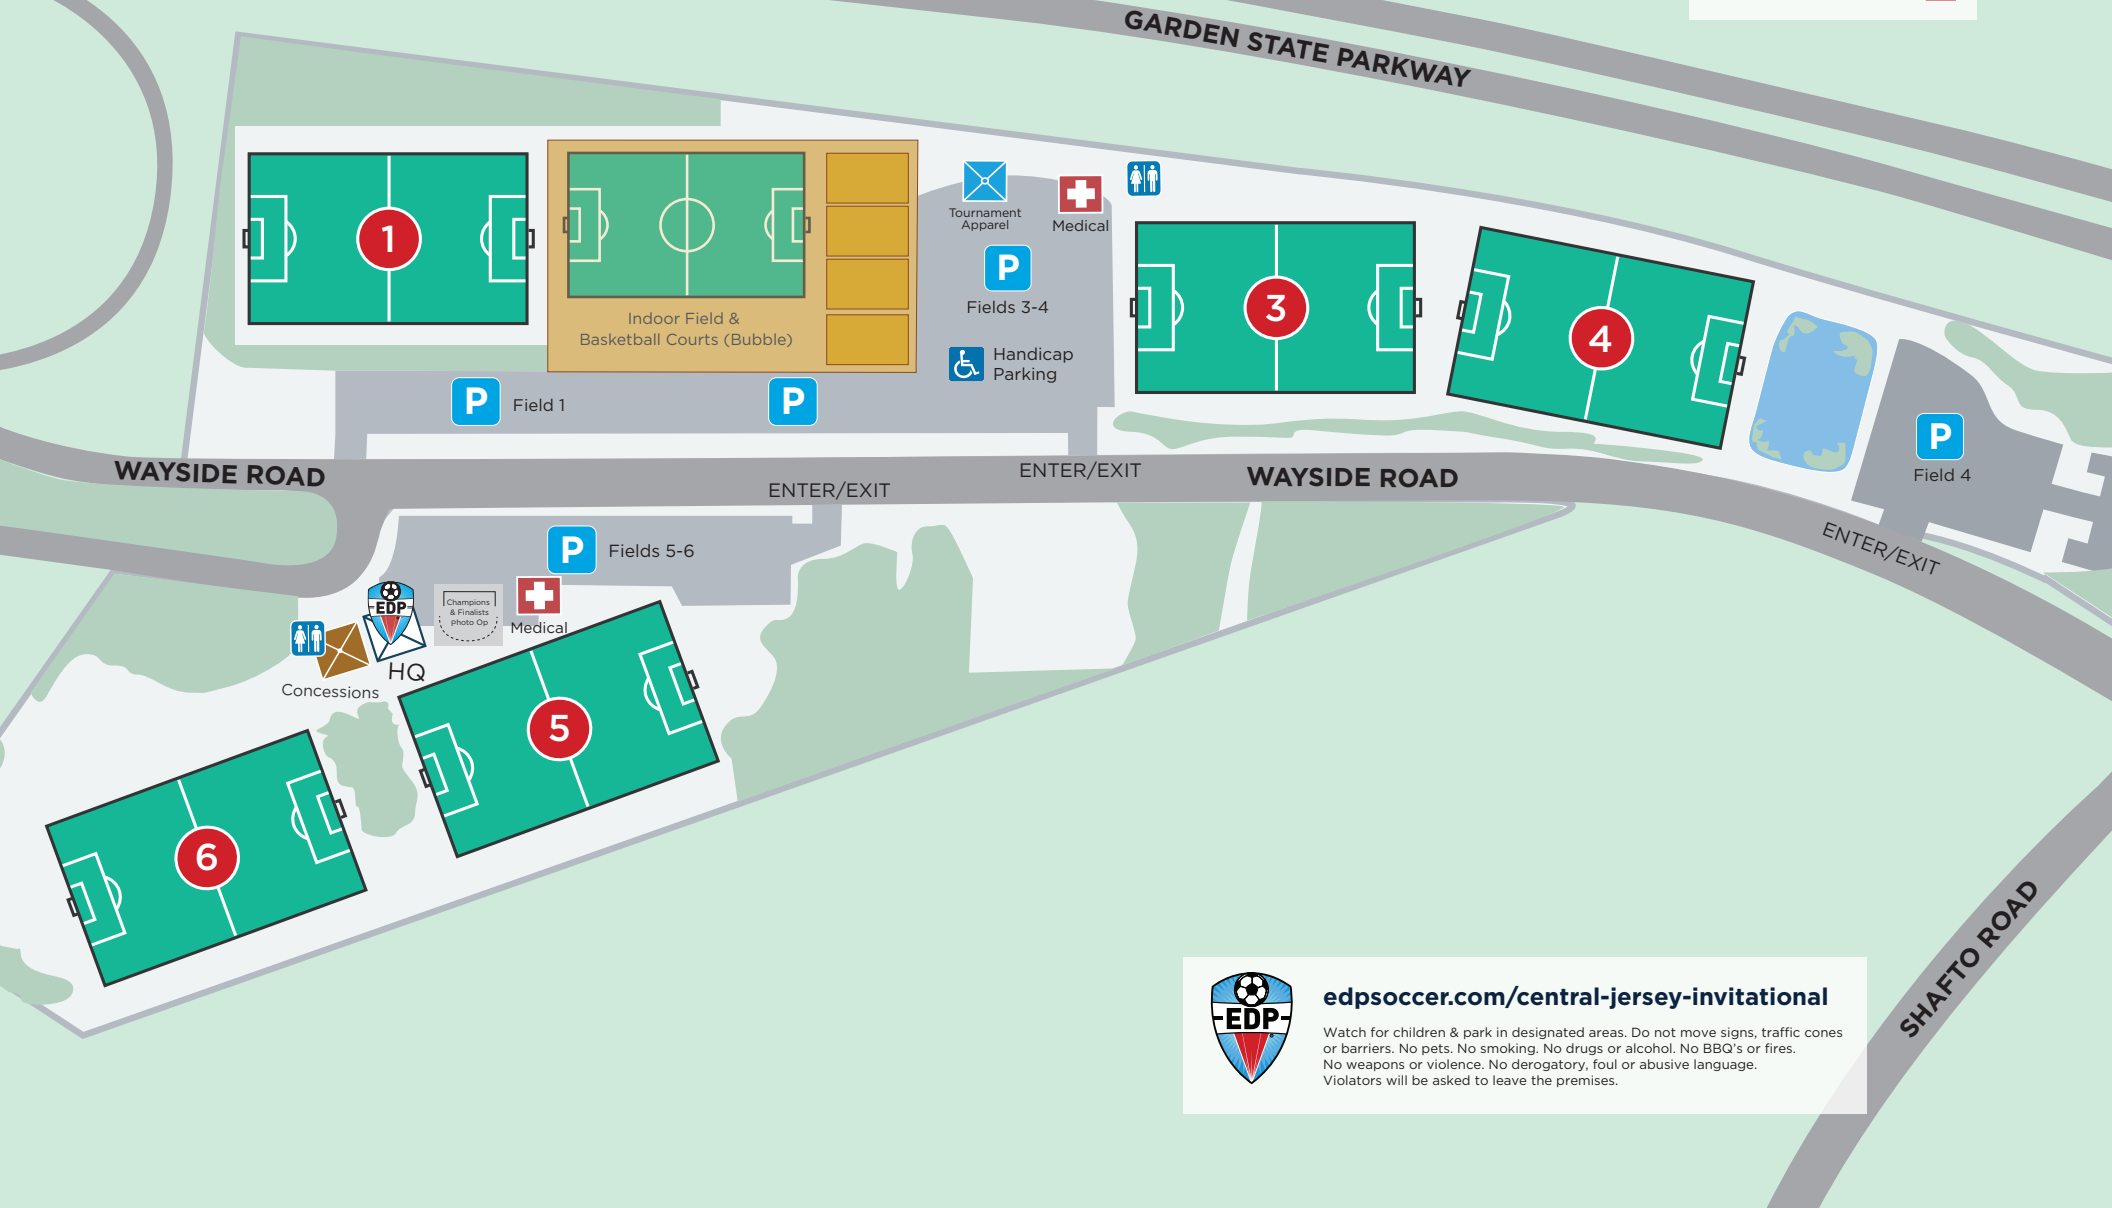 GARDEN STATE PARKWAY
1
Indoor Field &
Basketball Courts (Bubble)
Tournament
Apparel
Medical
P
Fields 3-4
Handicap
Parking
3
4
P
Field 1
P
P
Field 4
WAYSIDE ROAD
ENTER/EXIT
ENTER/EXIT
WAYSIDE ROAD
ENTER/EXIT
P
Fields 5-6
EDP
Champions
& Finalists
photo Op
Medical
HQ
Concessions
5
6
SHAFTO ROAD
EDP
edpsoccer.com/central-jersey-invitational
Watch for children & park in designated areas. Do not move signs, traffic cones
or barriers. No pets. No smoking. No drugs or alcohol. No BBQ's or fires.
No weapons or violence. No derogatory, foul or abusive language.
Violators will be asked to leave the premises.